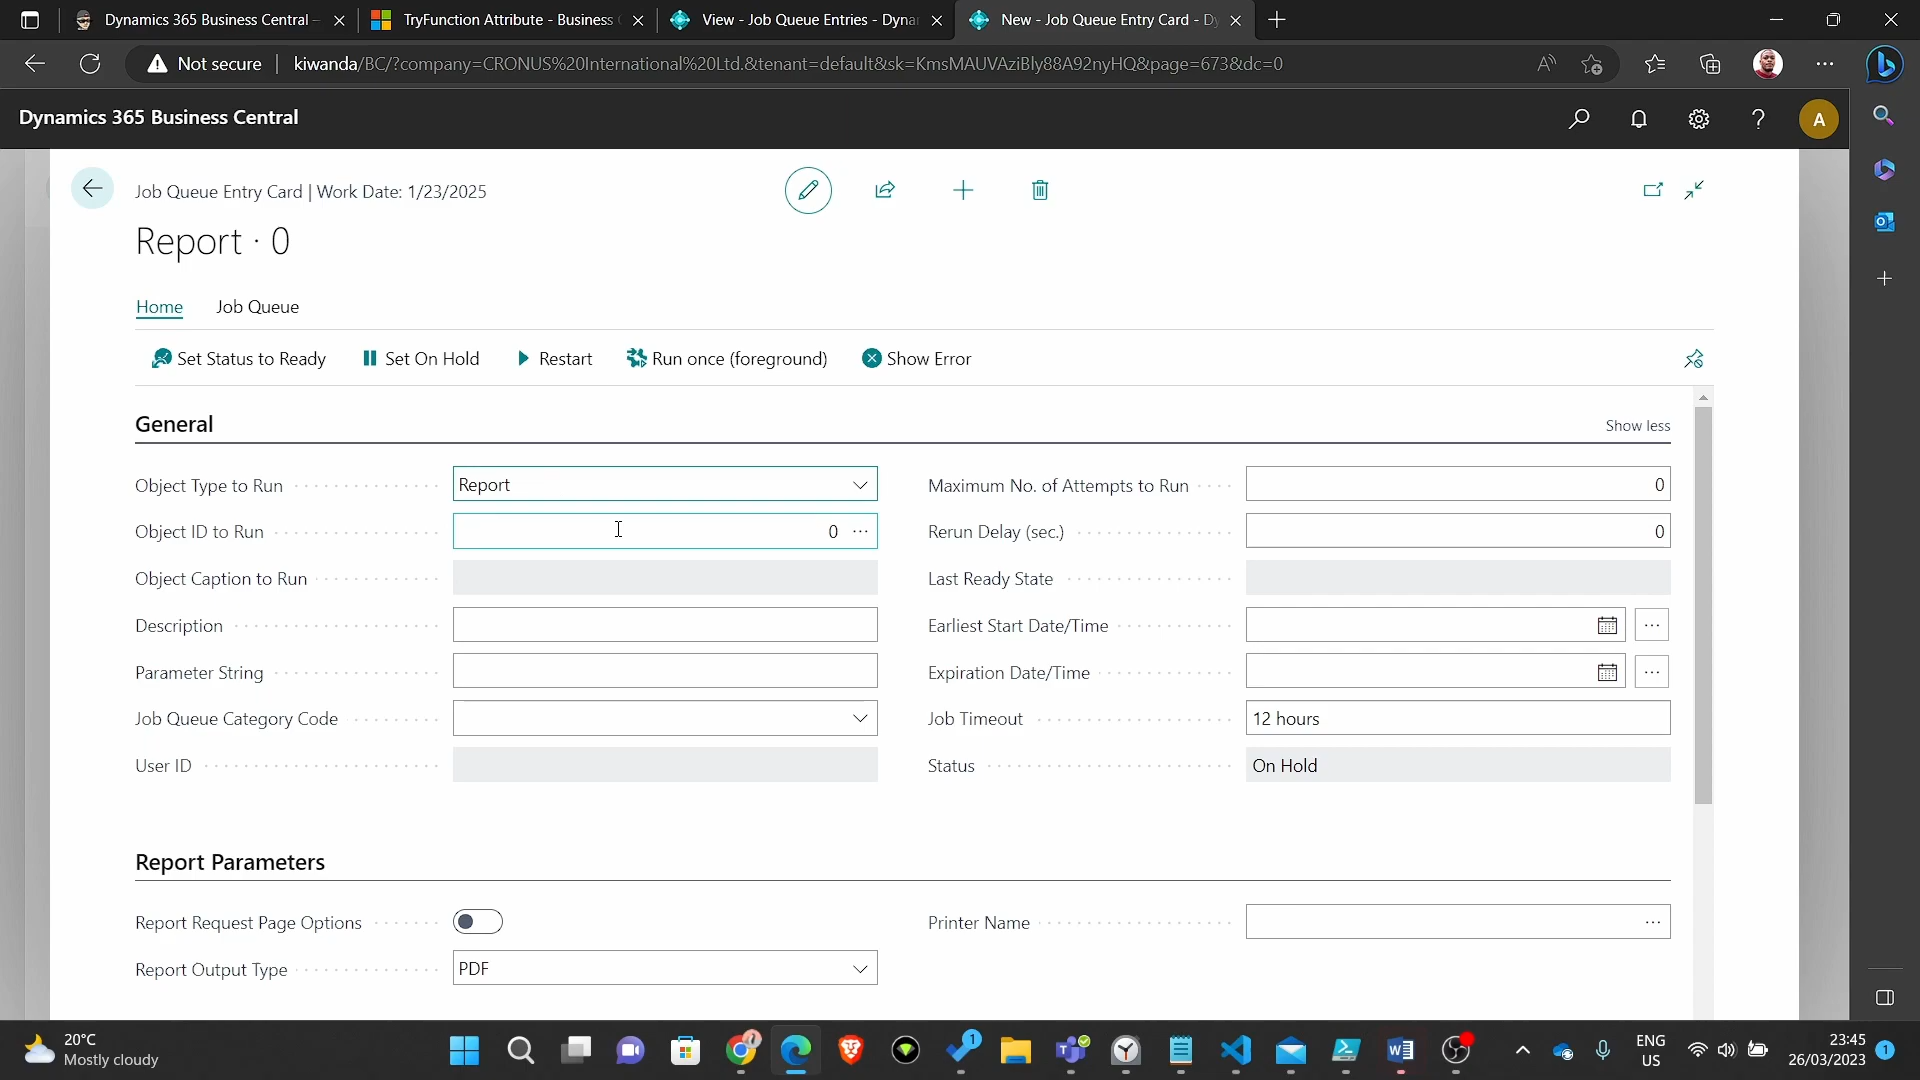 Dynamics 365 Business Central –
TryFunction Attribute - Business C
View - Job Queue Entries - Dynam
New - Job Queue Entry Card - Dy
Not secure
kiwanda/BC/?company=CRONUS%20International%20Ltd.&tenant=default&sk=KmsMAUVAziBly88A92nyHQ&page=673&dc=0
Dynamics 365 Business Central
A
Job Queue Entry Card | Work Date: 1/23/2025
Report · 0
Home Job Queue
Set Status to Ready Set On Hold Restart Run once (foreground) Show Error
General
Show less
Object Type to Run Report
Maximum No. of Attempts to Run 0
Object ID to Run 0
Rerun Delay (sec.) 0
Object Caption to Run
Last Ready State
Description
Earliest Start Date/Time
Parameter String
Expiration Date/Time
Job Queue Category Code
Job Timeout 12 hours
User ID
Status On Hold
Report Parameters
Report Request Page Options
Printer Name
Report Output Type PDF
20°C
Mostly cloudy
1
ENG
US
23:45
26/03/2023
1